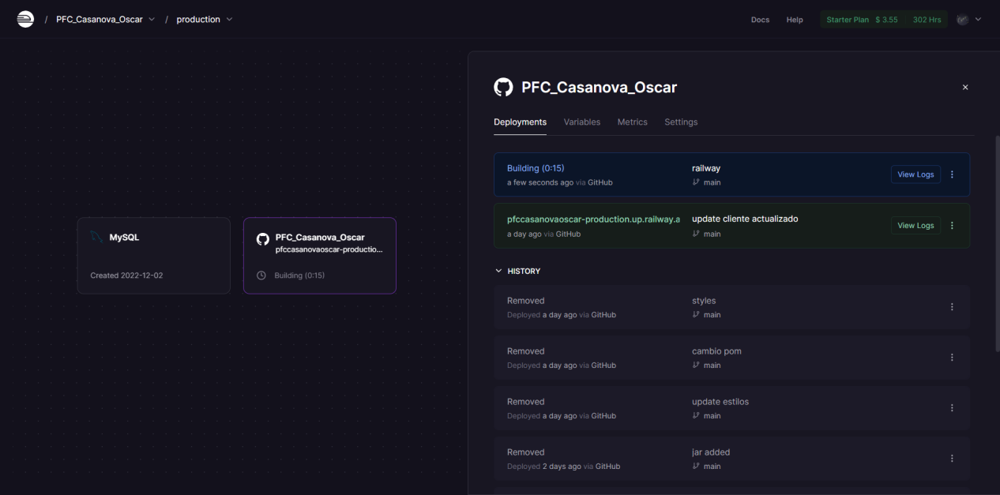 / PFC_Casanova_Oscar / production
Docs Help Starter Plan $ 3.55 302 Hrs
MySQL
Created 2022-12-02
PFC_Casanova_Oscar
pfccasanovaoscar-productio...
Building (0:15)
PFC_Casanova_Oscar
Deployments Variables Metrics Settings
Building (0:15) railway View Logs
a few seconds ago via GitHub main
pfccasanovaoscar-production.up.railway.a update cliente actualizado View Logs
a day ago via GitHub main
HISTORY
Removed styles
Deployed a day ago via GitHub main
Removed cambio pom
Deployed a day ago via GitHub main
Removed update estilos
Deployed a day ago via GitHub main
Removed jar added
Deployed 2 days ago via GitHub main